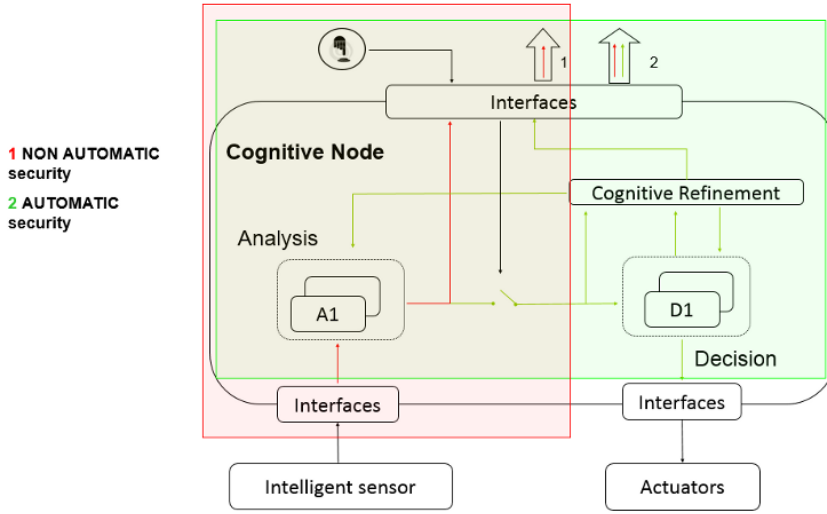 1
2
Interfaces
1 NON AUTOMATIC
security
2 AUTOMATIC
security
Cognitive Node
Cognitive Refinement
Analysis
A1
D1
Decision
Interfaces
Interfaces
Intelligent sensor
Actuators